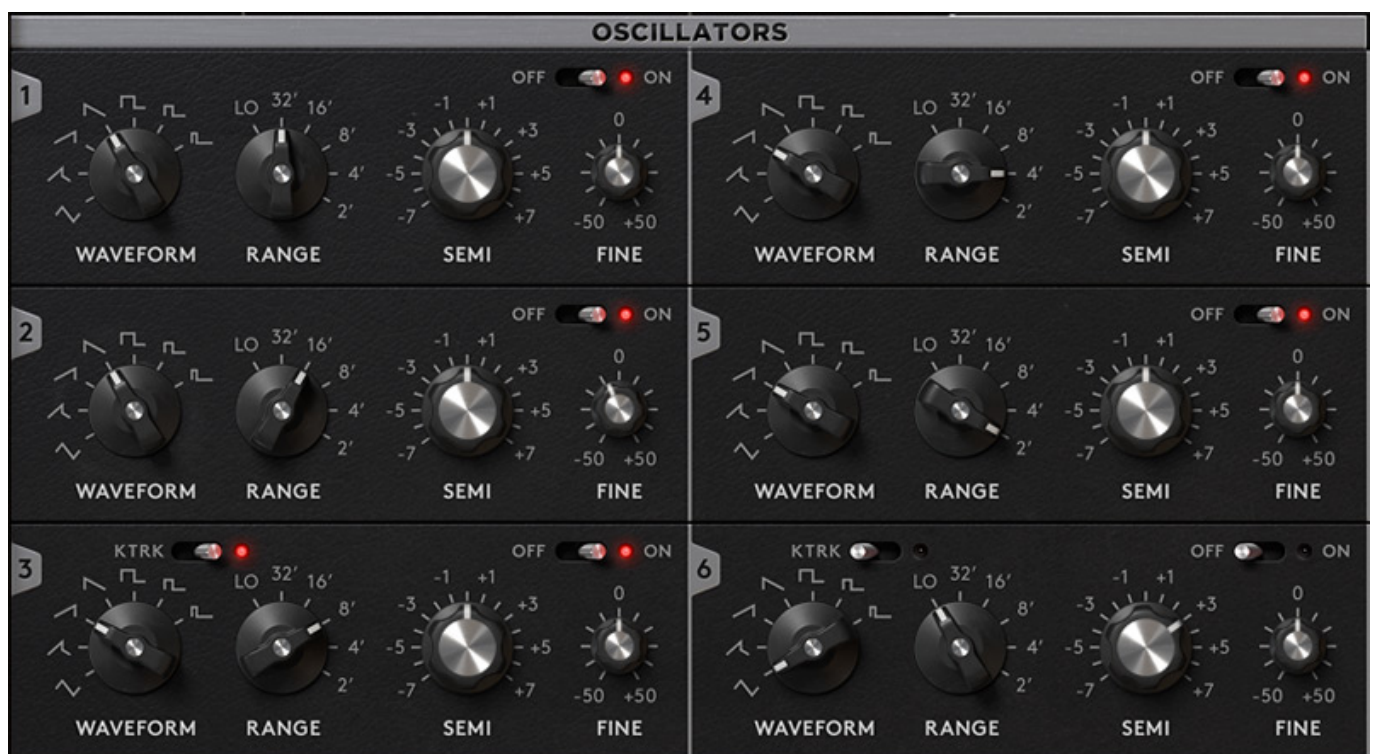 OSCILLATORS
1
OFF ON
LO 32′ 16′ 8′ 4′ 2′
-7 -5 -3 -1 +1 +3 +5 +7
-50 0 +50
WAVEFORM RANGE SEMI FINE
4
OFF ON
LO 32′ 16′ 8′ 4′ 2′
-7 -5 -3 -1 +1 +3 +5 +7
-50 0 +50
WAVEFORM RANGE SEMI FINE
2
OFF ON
LO 32′ 16′ 8′ 4′ 2′
-7 -5 -3 -1 +1 +3 +5 +7
-50 0 +50
WAVEFORM RANGE SEMI FINE
5
OFF ON
LO 32′ 16′ 8′ 4′ 2′
-7 -5 -3 -1 +1 +3 +5 +7
-50 0 +50
WAVEFORM RANGE SEMI FINE
3
KTRK OFF ON
LO 32′ 16′ 8′ 4′ 2′
-7 -5 -3 -1 +1 +3 +5 +7
-50 0 +50
WAVEFORM RANGE SEMI FINE
6
KTRK OFF ON
LO 32′ 16′ 8′ 4′ 2′
-7 -5 -3 -1 +1 +3 +5 +7
-50 0 +50
WAVEFORM RANGE SEMI FINE